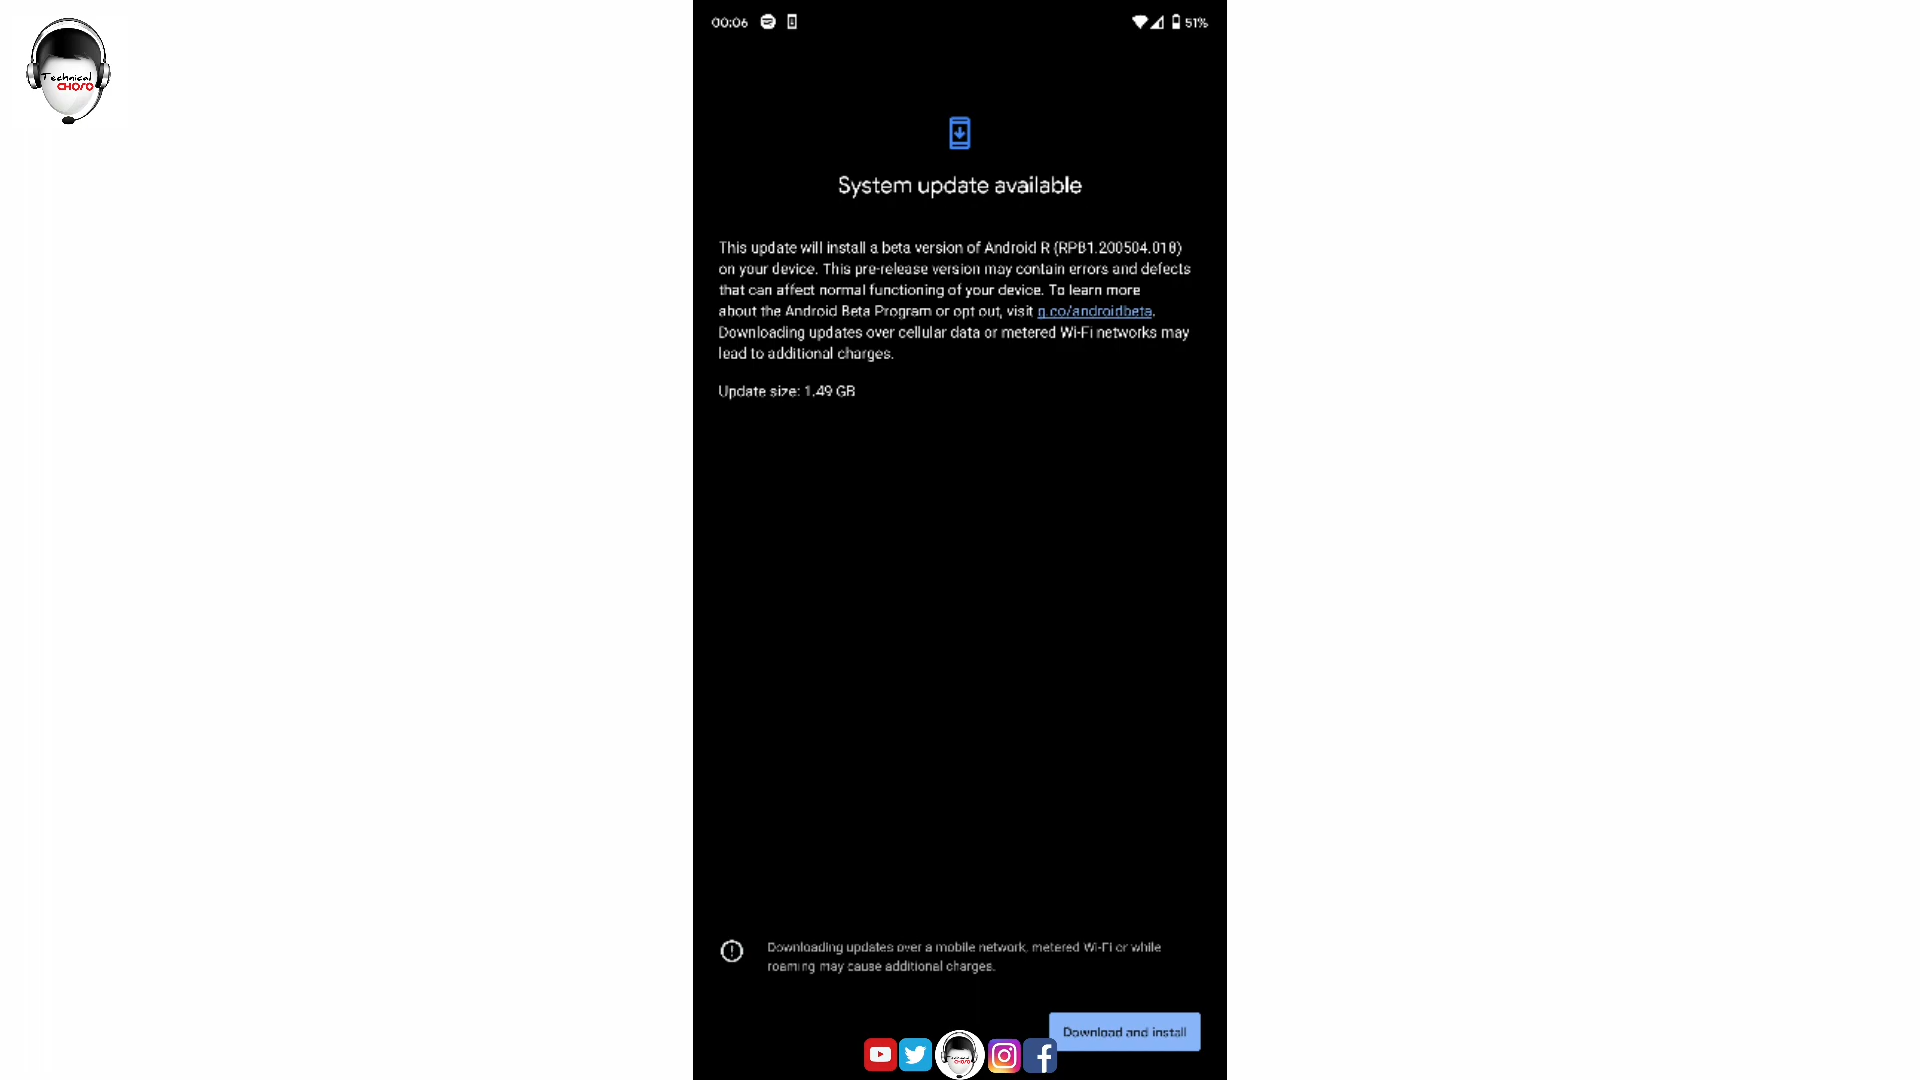 Technical
CHORO
00:06
51%
System update available
This update will install a beta version of Android R (RPB1.200504.018)
on your device. This pre-release version may contain errors and defects
that can affect normal functioning of your device. To learn more
about the Android Beta Program or opt out, visit g.co/androidbeta.
Downloading updates over cellular data or metered Wi-Fi networks may
lead to additional charges.
Update size: 1.49 GB
Downloading updates over a mobile network, metered Wi-Fi or while
roaming may cause additional charges.
Download and install